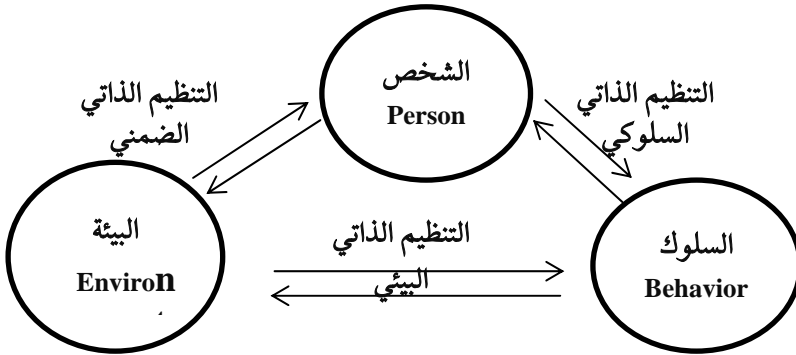 الشخص
Person
التنظيم الذاتي
الضمني
التنظيم الذاتي
السلوكي
البيئة
Environ
التنظيم الذاتي
البيئي
السلوك
Behavior